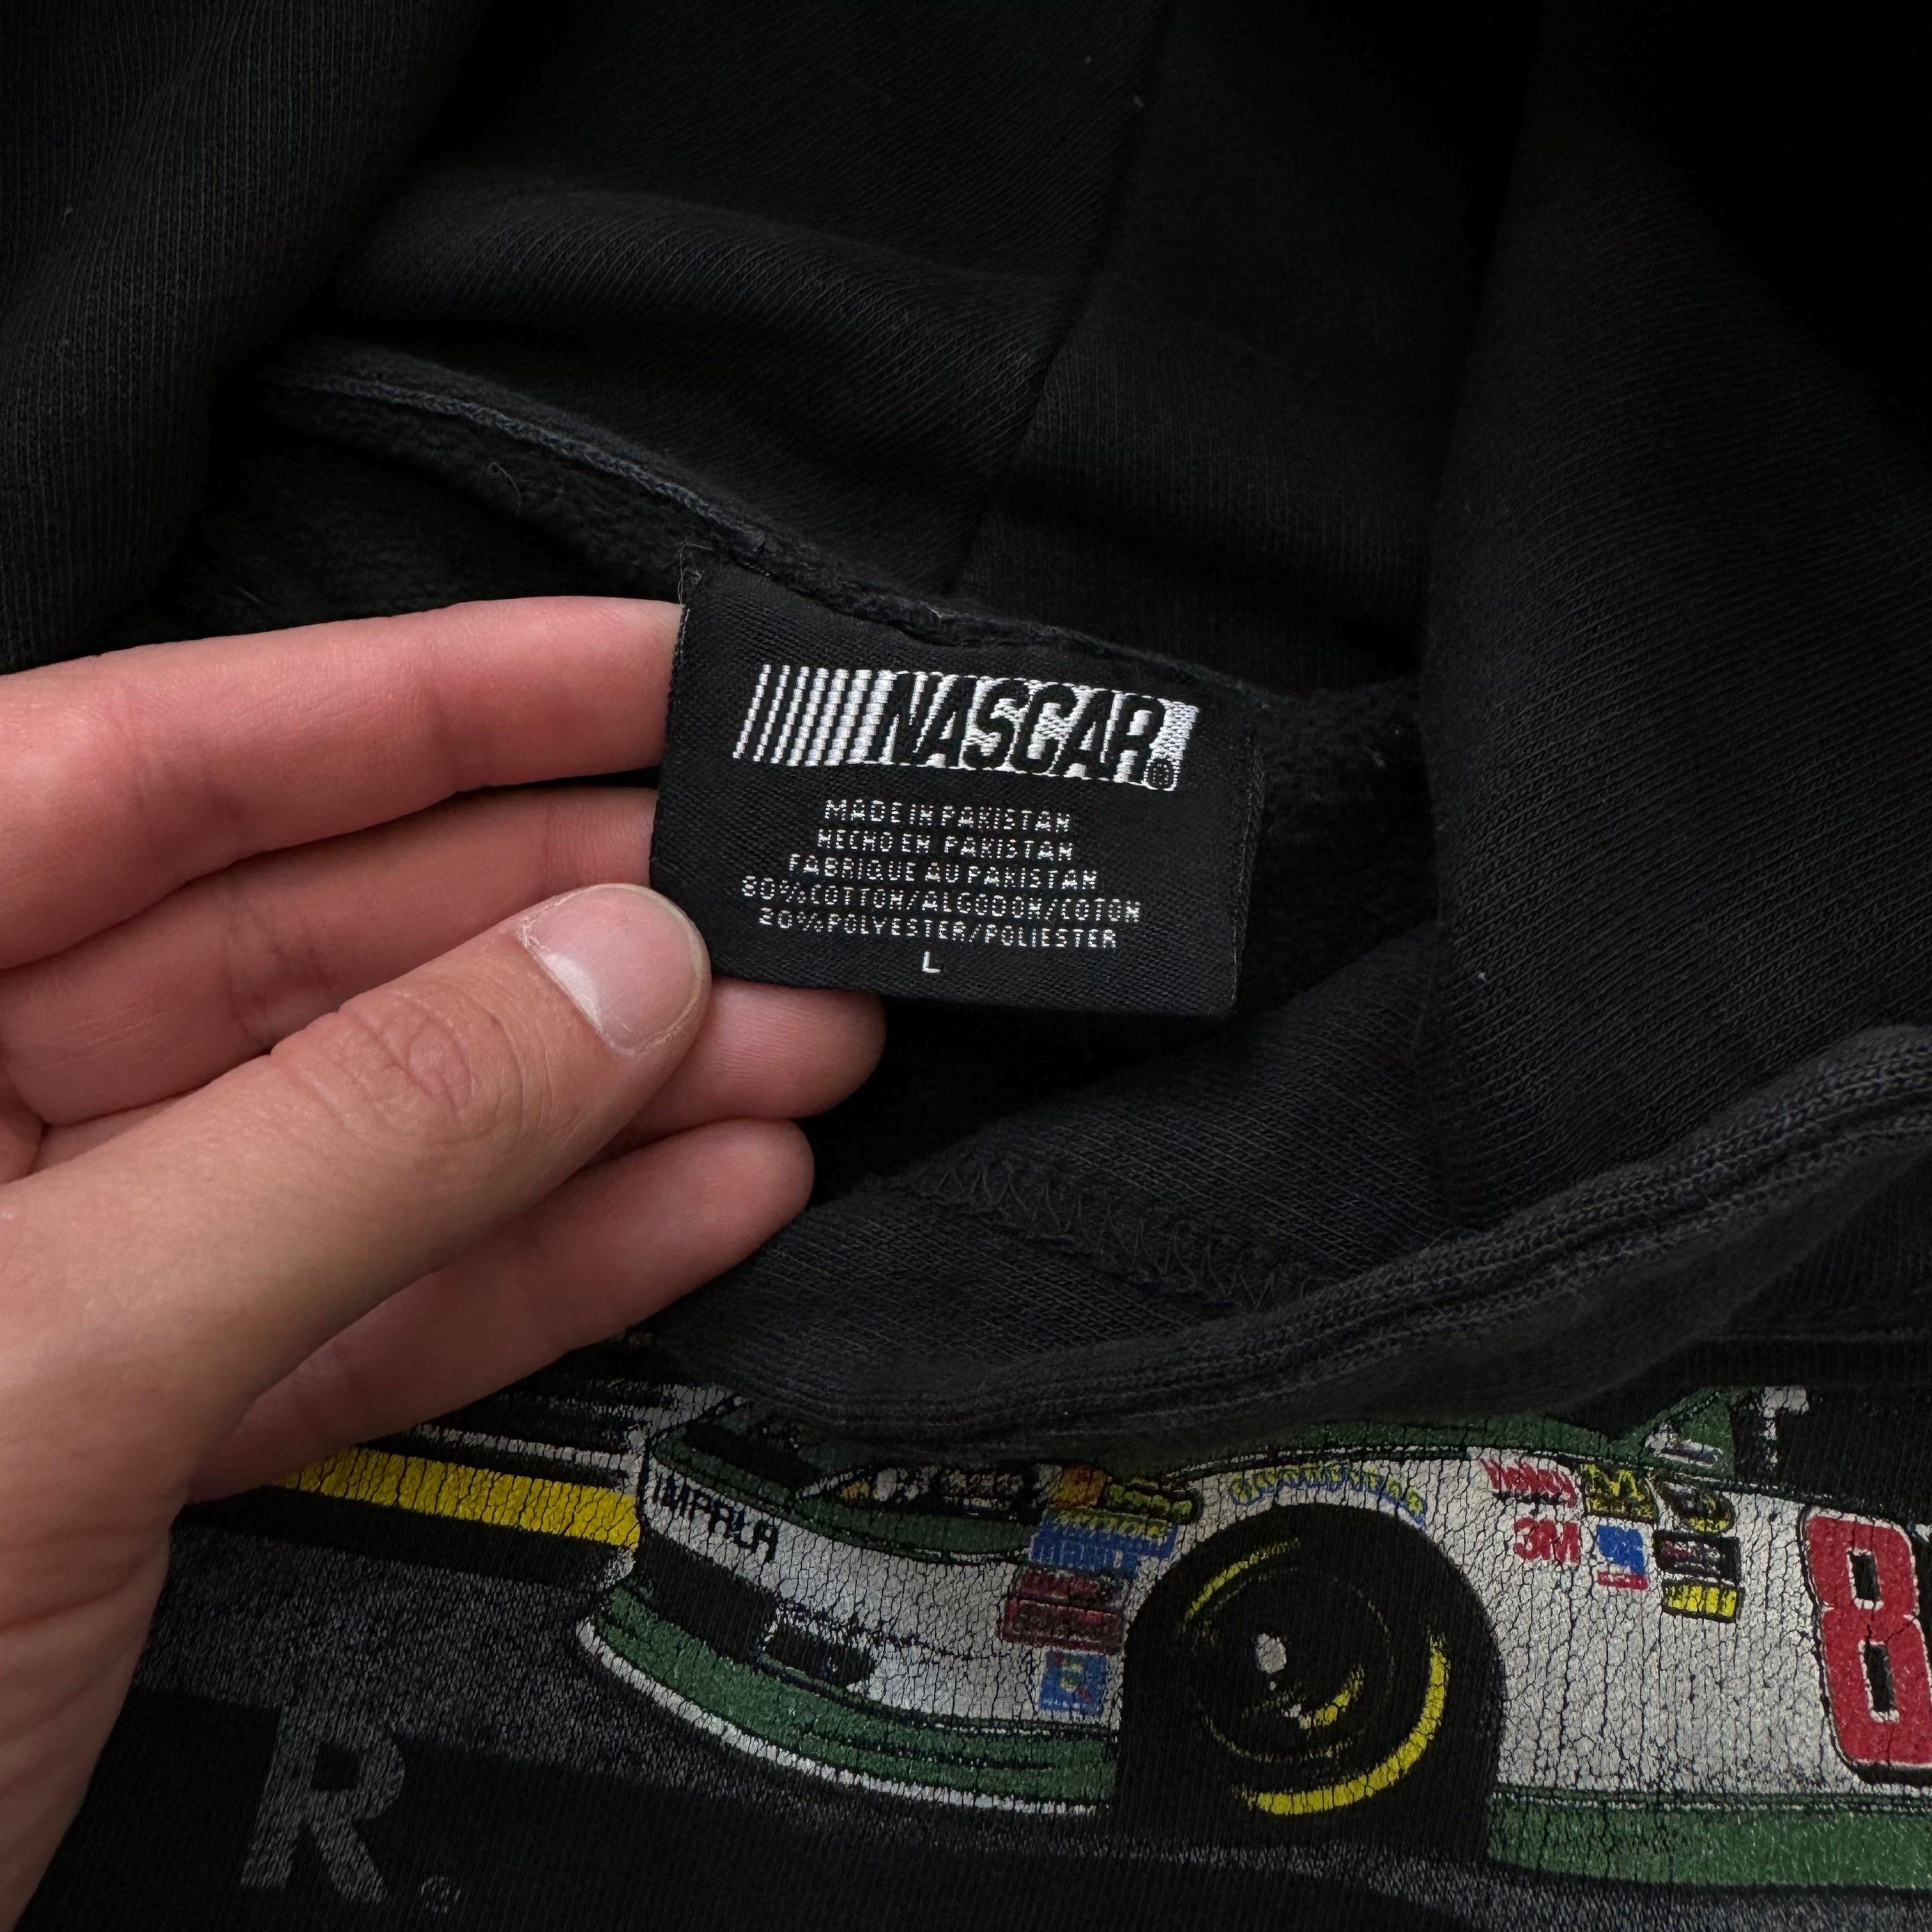 NASCAR®
MADE IN PAKISTAN
HECHO EN PAKISTAN
FABRIQUE AU PAKISTAN
80%COTTON/ALGODON/COTON
20%POLYESTER/POLIESTER
L
IMPALA
3M
8
R®